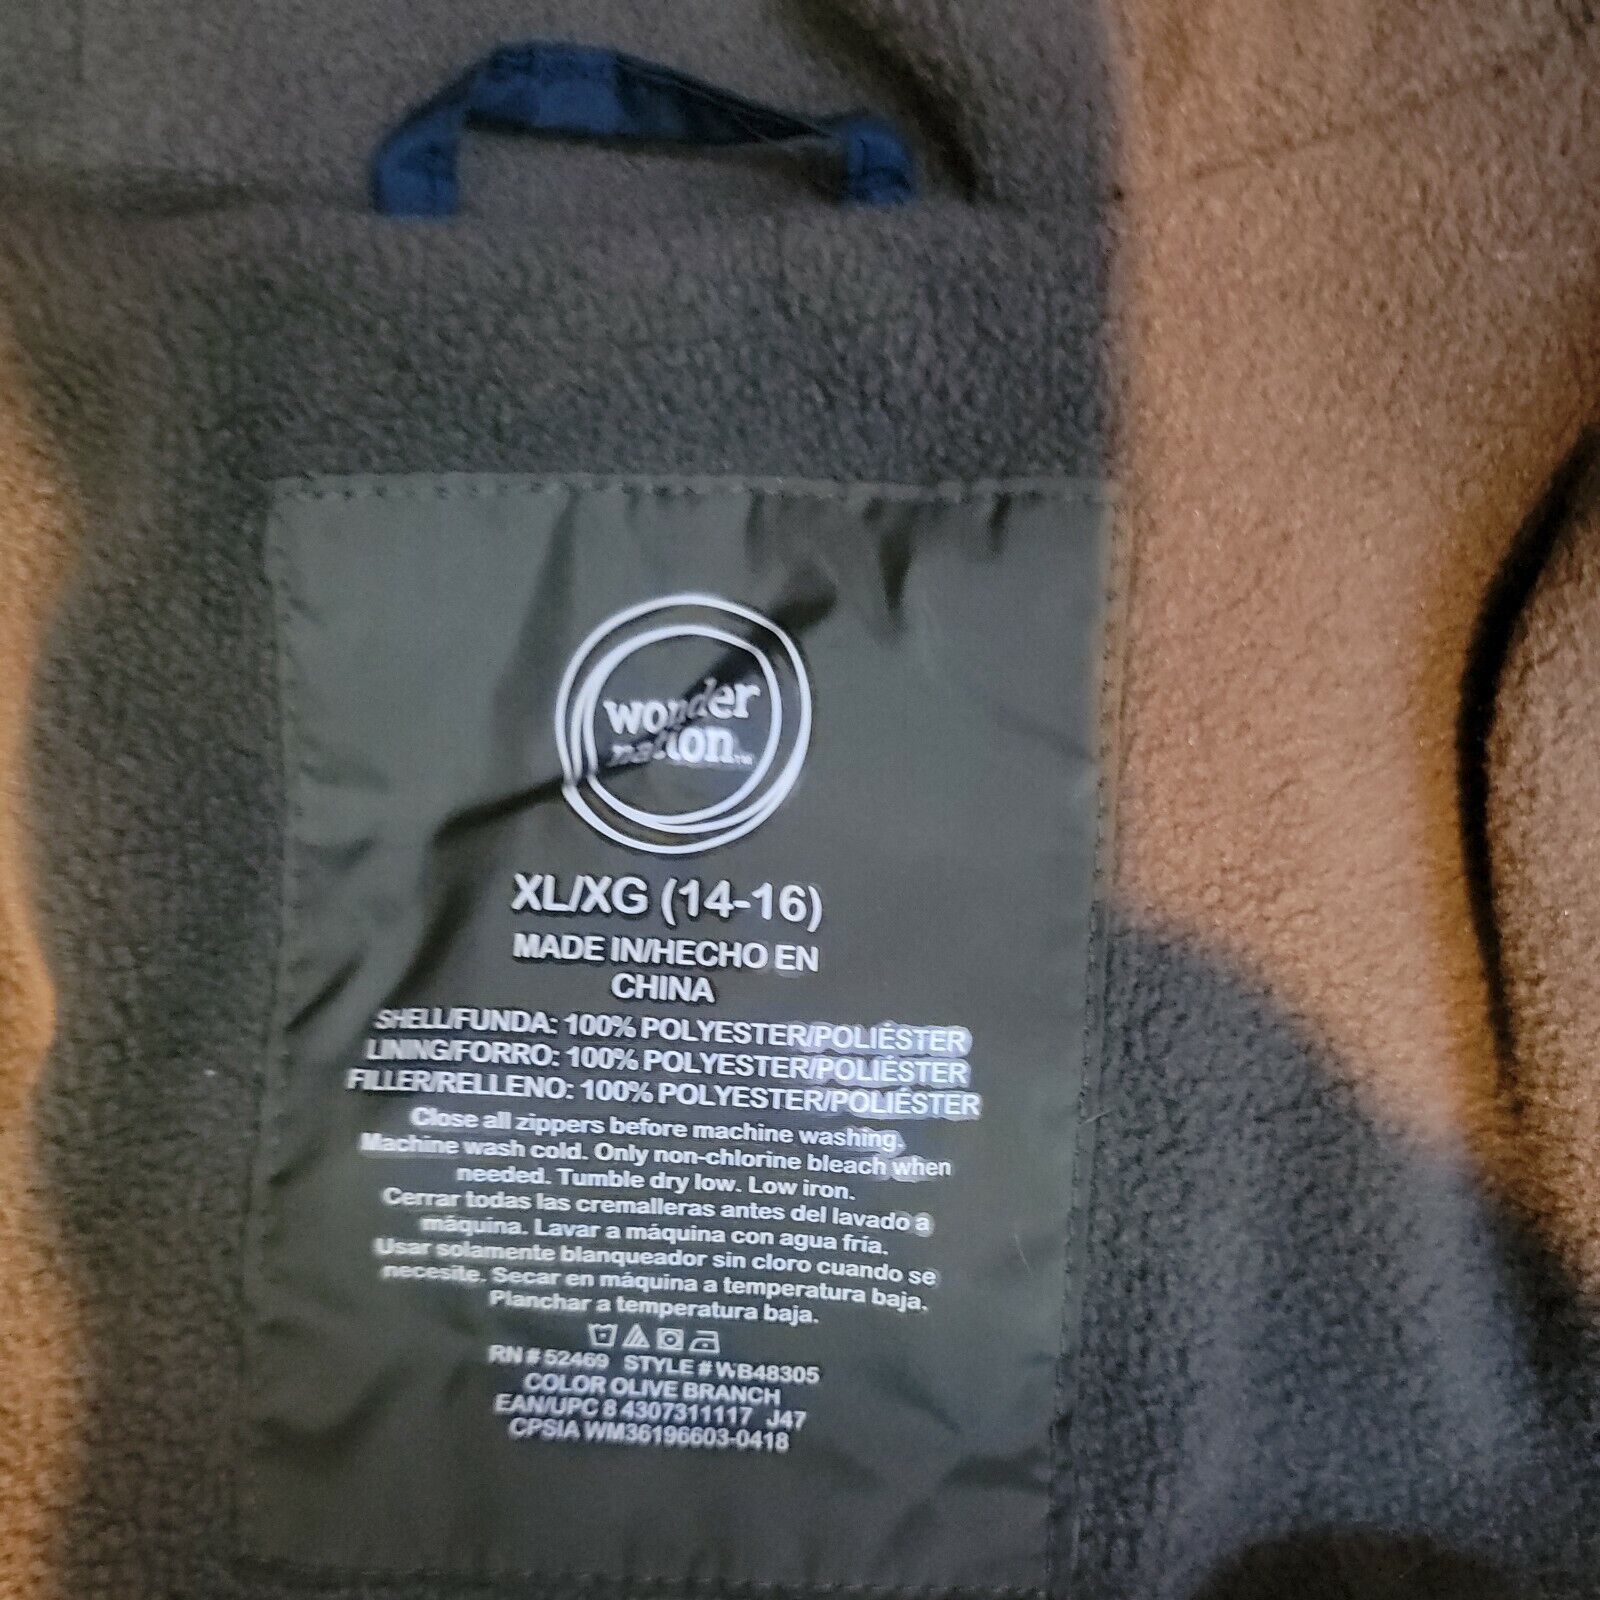 wonder
nation™
XL/XG (14-16)
MADE IN/HECHO EN
CHINA
SHELL/FUNDA: 100% POLYESTER/POLIÉSTER
LINING/FORRO: 100% POLYESTER/POLIÉSTER
FILLER/RELLENO: 100% POLYESTER/POLIÉSTER
Close all zippers before machine washing.
Machine wash cold. Only non-chlorine bleach when
needed. Tumble dry low. Low iron.
Cerrar todas las cremalleras antes del lavado a
máquina. Lavar a máquina con agua fría.
Usar solamente blanqueador sin cloro cuando se
necesite. Secar en máquina a temperatura baja.
Planchar a temperatura baja.
RN # 52469 STYLE # WB48305
COLOR OLIVE BRANCH
EAN/UPC 8 4307311117 J47
CPSIA WM36196603-0418